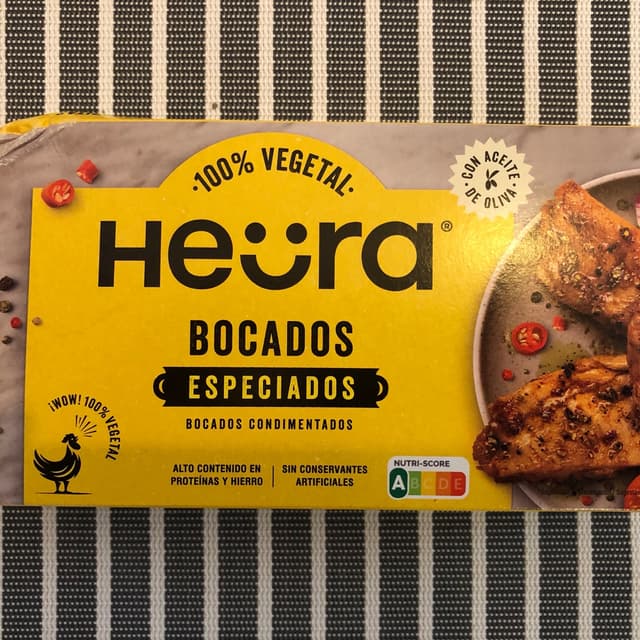 ·100% VEGETAL·
CON ACEITE
· DE OLIVA ·
Heüra®
BOCADOS
ESPECIADOS
BOCADOS CONDIMENTADOS
¡WOW! 100% VEGETAL
ALTO CONTENIDO EN
PROTEÍNAS Y HIERRO
SIN CONSERVANTES
ARTIFICIALES
NUTRI-SCORE
A B C D E